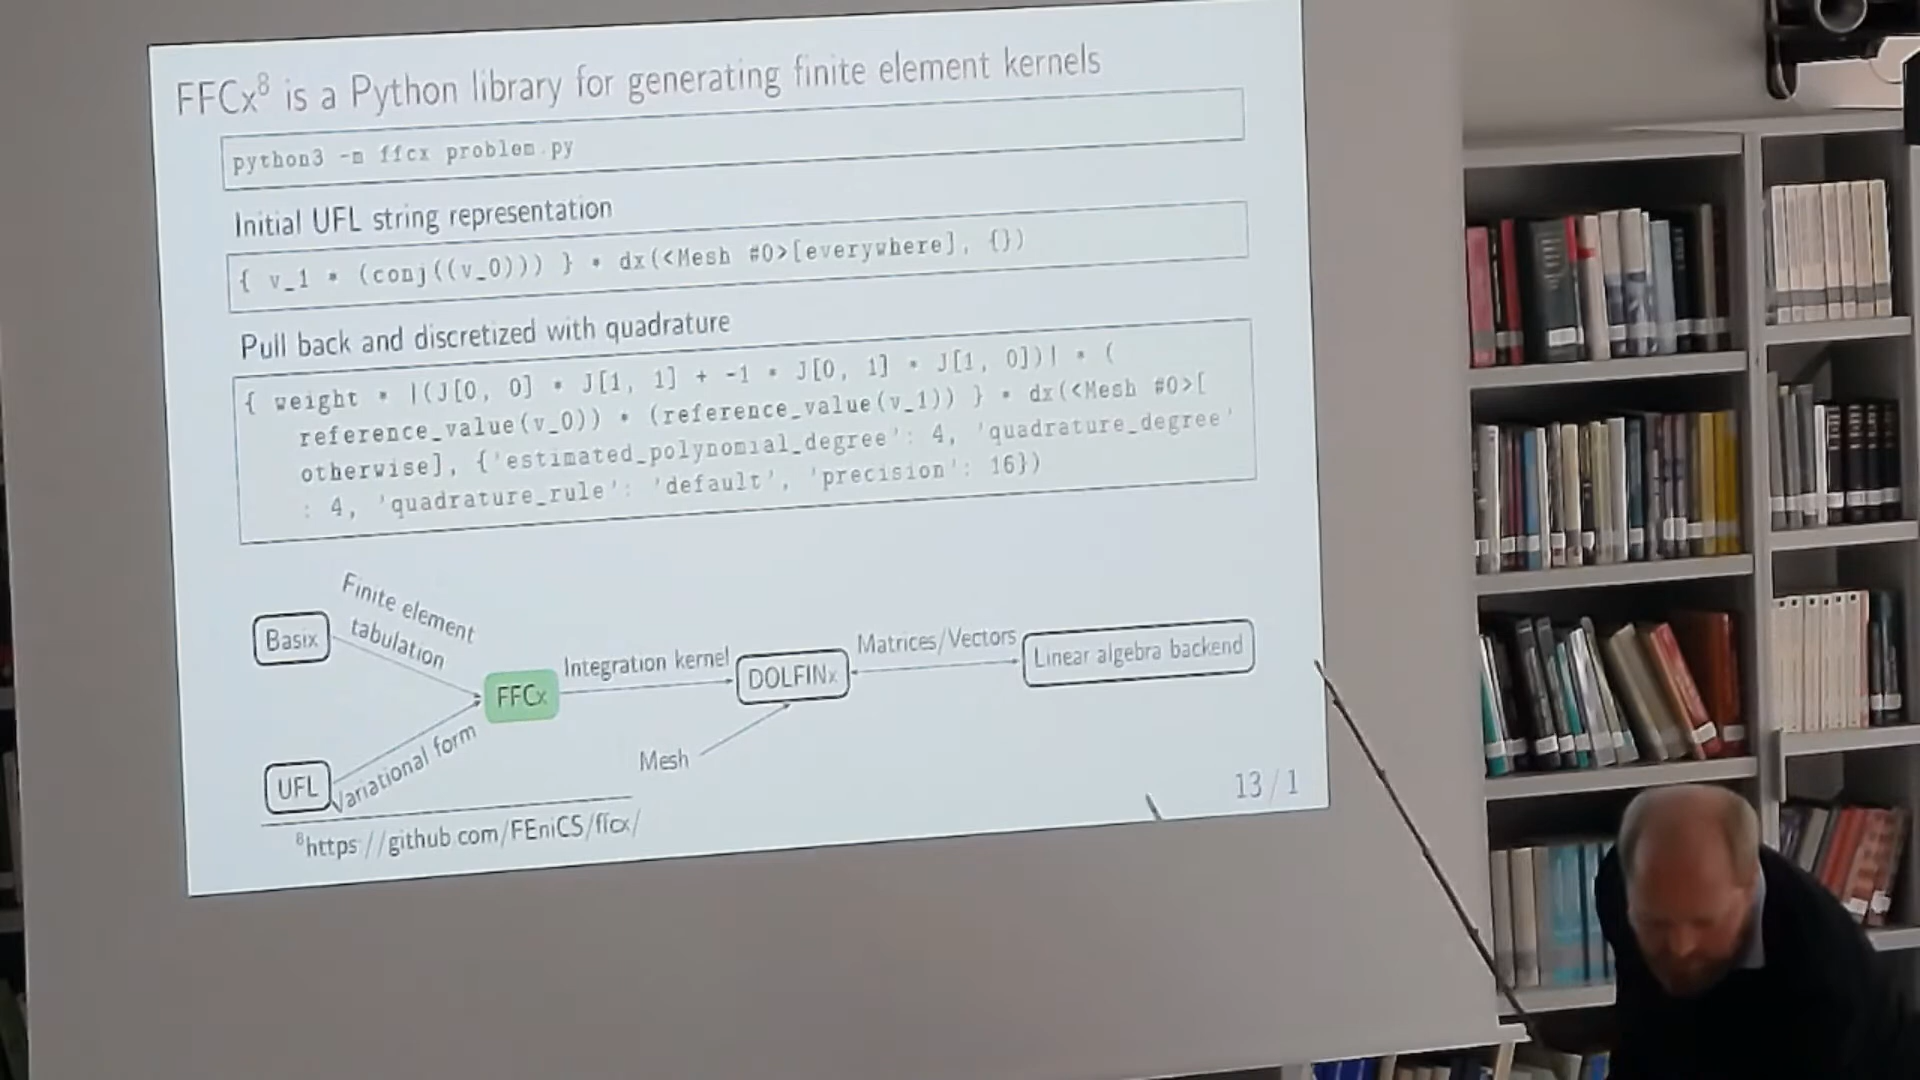 FFCx⁸ is a Python library for generating finite element kernels
python3 -m ffcx problem.py
Initial UFL string representation
{ v_1 * (conj((v_0))) } * dx(<Mesh #0>[everywhere], {})
Pull back and discretized with quadrature
{ weight * |(J[0, 0] * J[1, 1] + -1 * J[0, 1] * J[1, 0])| * (
reference_value(v_0)) * (reference_value(v_1)) } * dx(<Mesh #0>[
otherwise], {'estimated_polynomial_degree': 4, 'quadrature_degree'
: 4, 'quadrature_rule': 'default', 'precision': 16})
Finite element
tabulation
Basix
FFCx
Integration kernel
DOLFINx
Matrices/Vectors
Linear algebra backend
UFL
Variational form
Mesh
13 / 1
⁸https://github.com/FEniCS/ffcx/